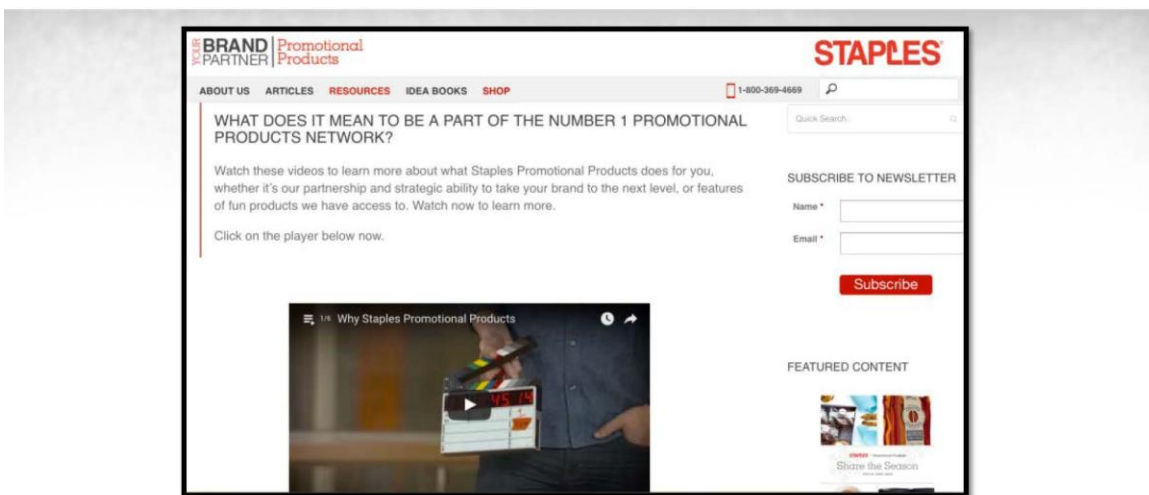 YOUR BRAND PARTNER Promotional Products
STAPLES
ABOUT US ARTICLES RESOURCES IDEA BOOKS SHOP
1-800-369-4669
WHAT DOES IT MEAN TO BE A PART OF THE NUMBER 1 PROMOTIONAL
PRODUCTS NETWORK?
Watch these videos to learn more about what Staples Promotional Products does for you,
whether it's our partnership and strategic ability to take your brand to the next level, or features
of fun products we have access to. Watch now to learn more.
Click on the player below now.
1/6 Why Staples Promotional Products
45 14
Quick Search..
SUBSCRIBE TO NEWSLETTER
Name *
Email *
Subscribe
FEATURED CONTENT
STAPLES Promotional Products
Share the Season